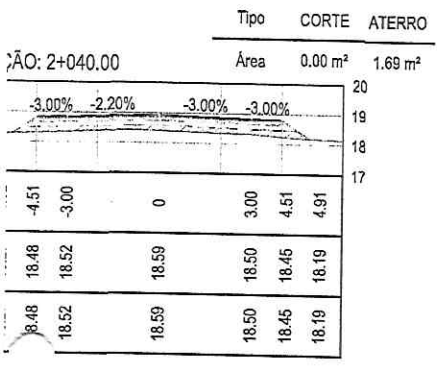 Tipo CORTE ATERRO
ÇÃO: 2+040.00 Área 0.00 m² 1.69 m²
20
-3.00% -2.20% -3.00% -3.00%
19
18
17
-4.51 -3.00 0 3.00 4.51 4.91
18.48 18.52 18.59 18.50 18.45 18.19
8.48 18.52 18.59 18.50 18.45 18.19